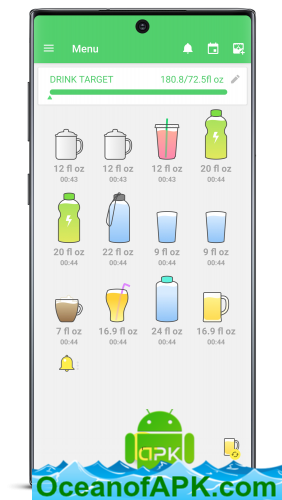 Menu
DRINK TARGET 180.8/72.5fl oz
12 fl oz 12 fl oz 12 fl oz 20 fl oz
00:43 00:43 00:43 00:44
20 fl oz 22 fl oz 9 fl oz 9 fl oz
00:44 00:44 00:44 00:44
7 fl oz 16.9 fl oz 24 fl oz 16.9 fl oz
00:44 00:44 00:44 00:44
APK
OceanofAPK.com